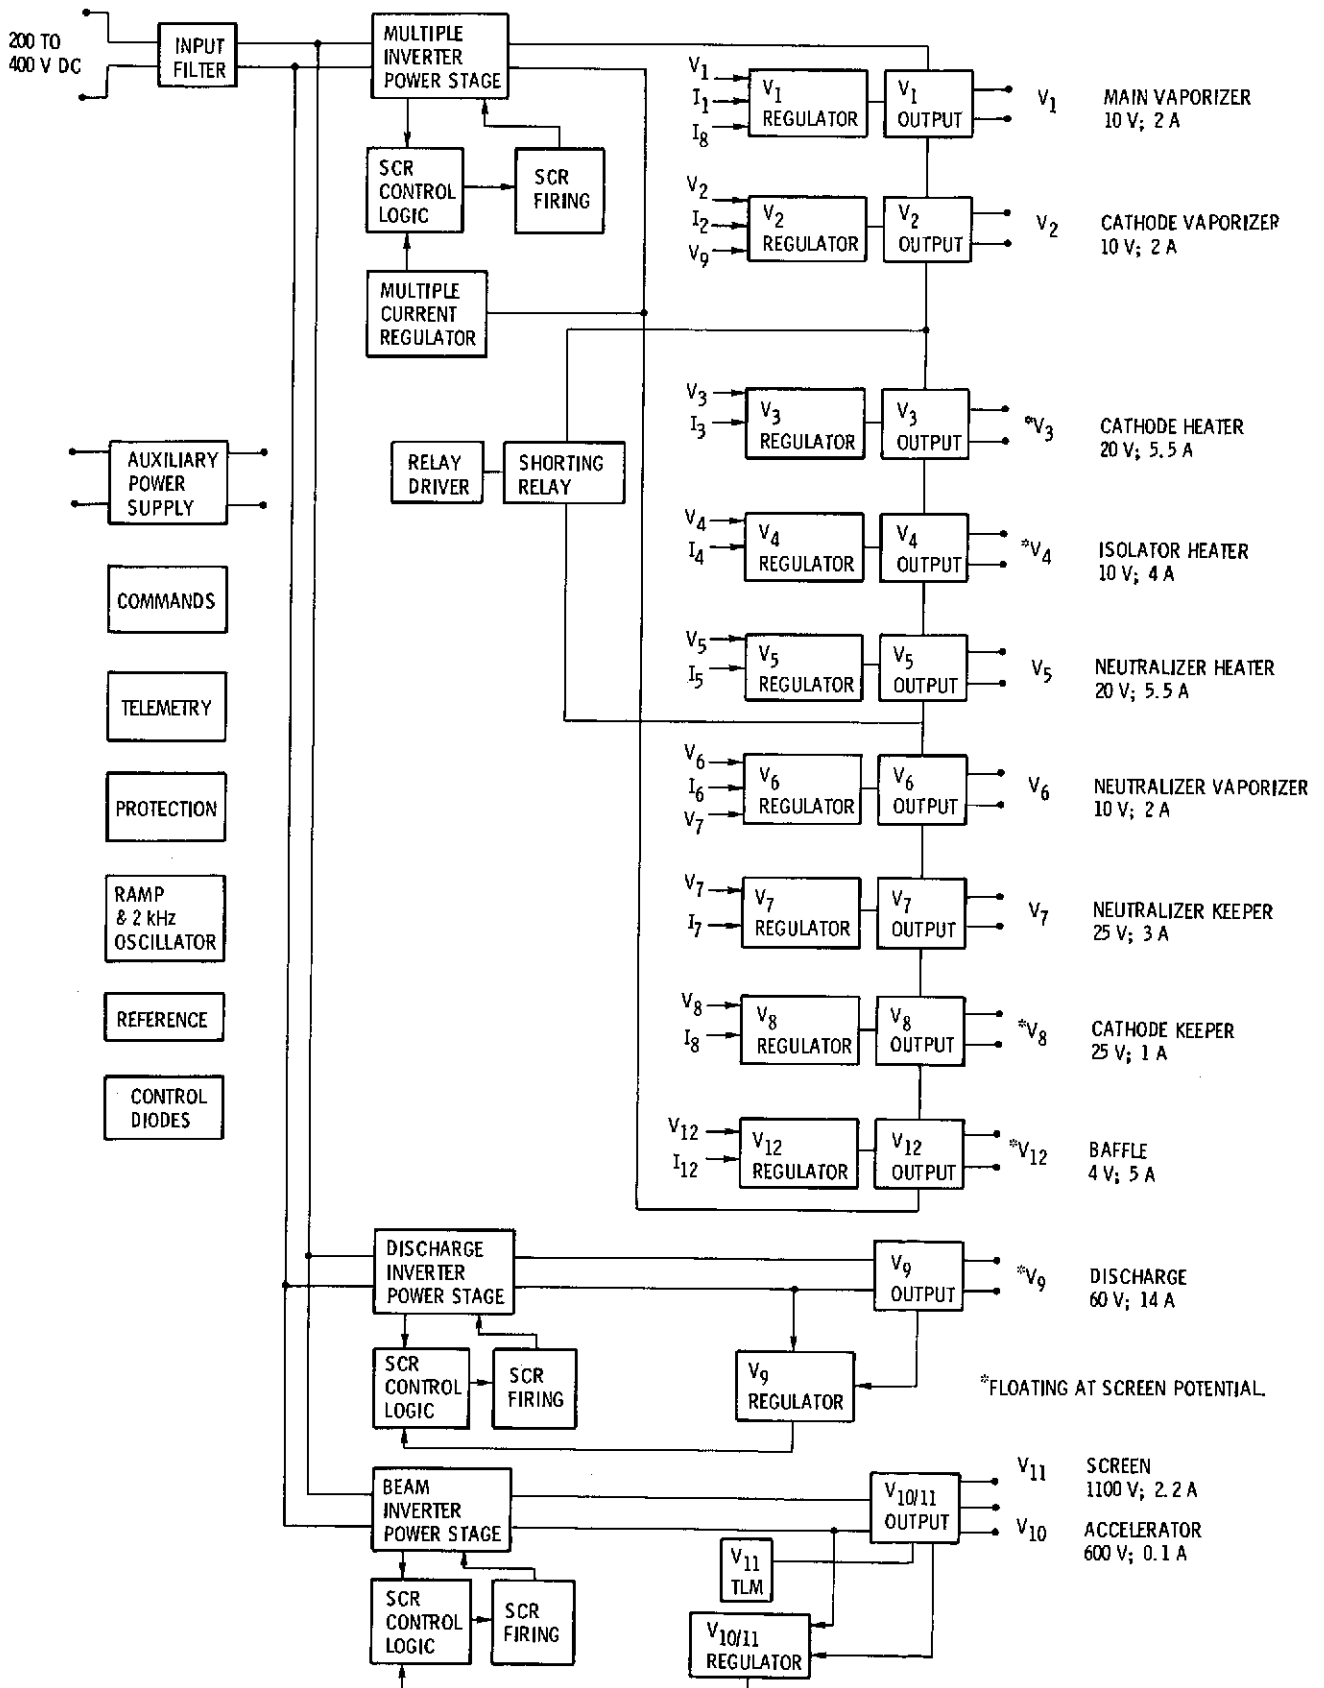 200 TO
400 V DC
INPUT
FILTER
MULTIPLE
INVERTER
POWER STAGE
SCR
CONTROL
LOGIC
SCR
FIRING
MULTIPLE
CURRENT
REGULATOR
V1
I1
I8
V1
REGULATOR
V1
OUTPUT
V1
MAIN VAPORIZER
10 V; 2 A
V2
I2
V9
V2
REGULATOR
V2
OUTPUT
V2
CATHODE VAPORIZER
10 V; 2 A
V3
I3
V3
REGULATOR
V3
OUTPUT
*V3
CATHODE HEATER
20 V; 5.5 A
AUXILIARY
POWER
SUPPLY
RELAY
DRIVER
SHORTING
RELAY
V4
I4
V4
REGULATOR
V4
OUTPUT
*V4
ISOLATOR HEATER
10 V; 4 A
COMMANDS
V5
I5
V5
REGULATOR
V5
OUTPUT
V5
NEUTRALIZER HEATER
20 V; 5.5 A
TELEMETRY
V6
I6
V7
V6
REGULATOR
V6
OUTPUT
V6
NEUTRALIZER VAPORIZER
10 V; 2 A
PROTECTION
RAMP
& 2 kHz
OSCILLATOR
V7
I7
V7
REGULATOR
V7
OUTPUT
V7
NEUTRALIZER KEEPER
25 V; 3 A
REFERENCE
V8
I8
V8
REGULATOR
V8
OUTPUT
*V8
CATHODE KEEPER
25 V; 1 A
CONTROL
DIODES
V12
I12
V12
REGULATOR
V12
OUTPUT
*V12
BAFFLE
4 V; 5 A
DISCHARGE
INVERTER
POWER STAGE
V9
OUTPUT
*V9
DISCHARGE
60 V; 14 A
SCR
CONTROL
LOGIC
SCR
FIRING
V9
REGULATOR
*FLOATING AT SCREEN POTENTIAL.
BEAM
INVERTER
POWER STAGE
V10/11
OUTPUT
V11
SCREEN
1100 V; 2.2 A
V10
ACCELERATOR
600 V; 0.1 A
V11
TLM
SCR
CONTROL
LOGIC
SCR
FIRING
V10/11
REGULATOR